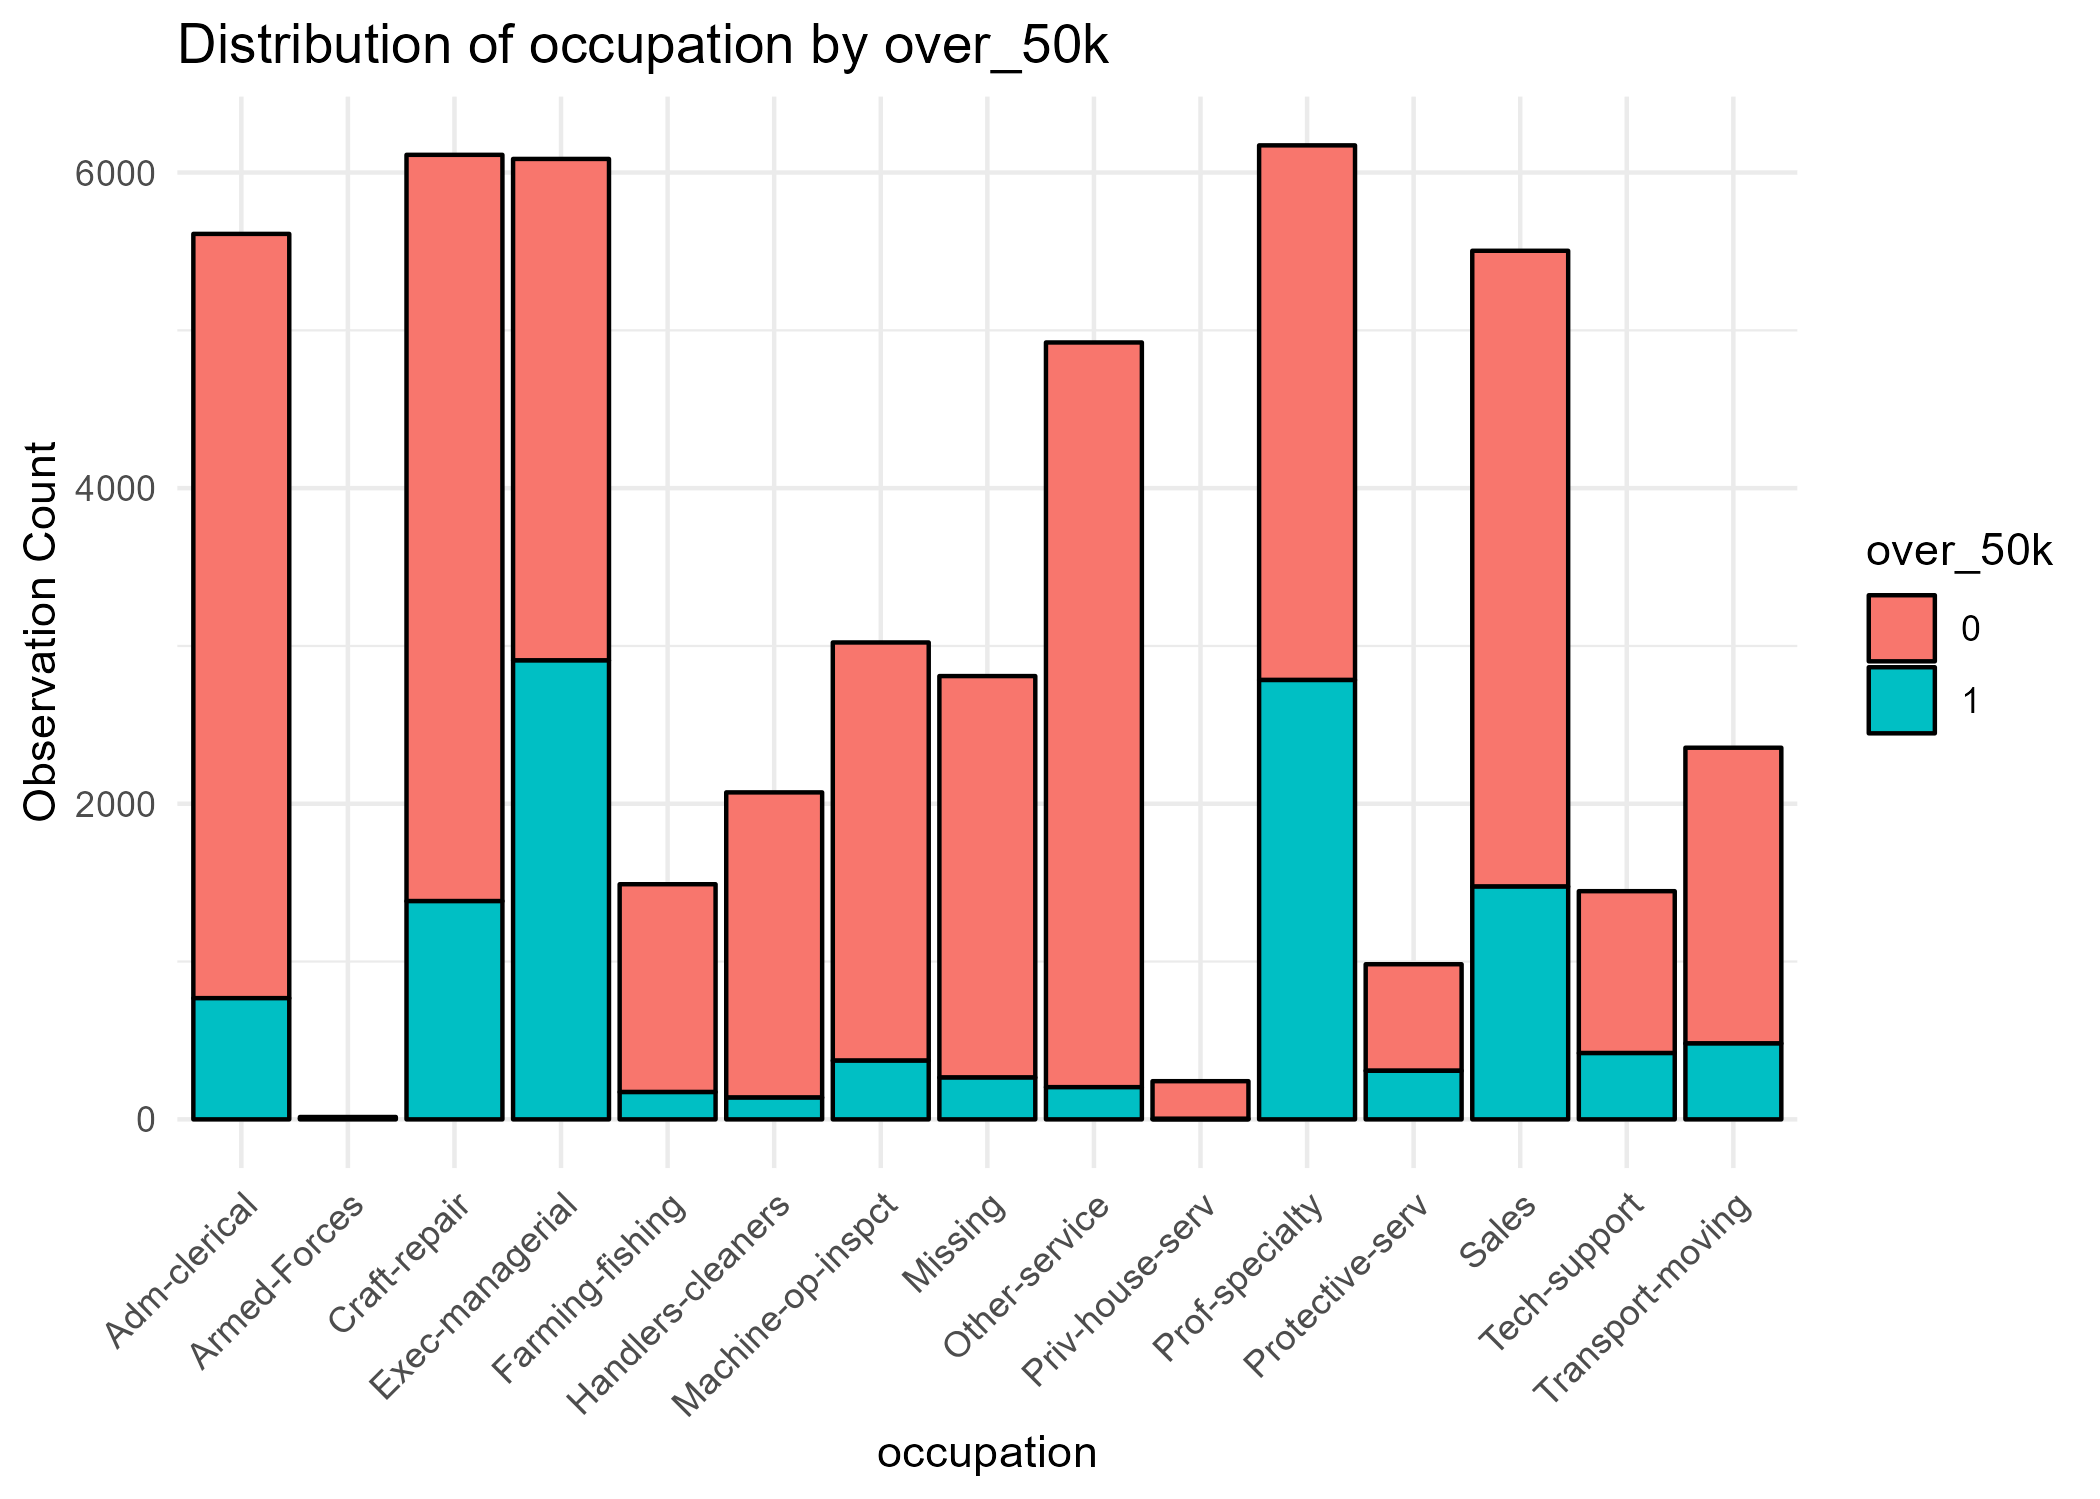 Distribution of occupation by over_50k
Observation Count
6000
4000
2000
0
Adm-clerical
Armed-Forces
Craft-repair
Exec-managerial
Farming-fishing
Handlers-cleaners
Machine-op-inspct
Missing
Other-service
Priv-house-serv
Prof-specialty
Protective-serv
Sales
Tech-support
Transport-moving
occupation
over_50k
0
1